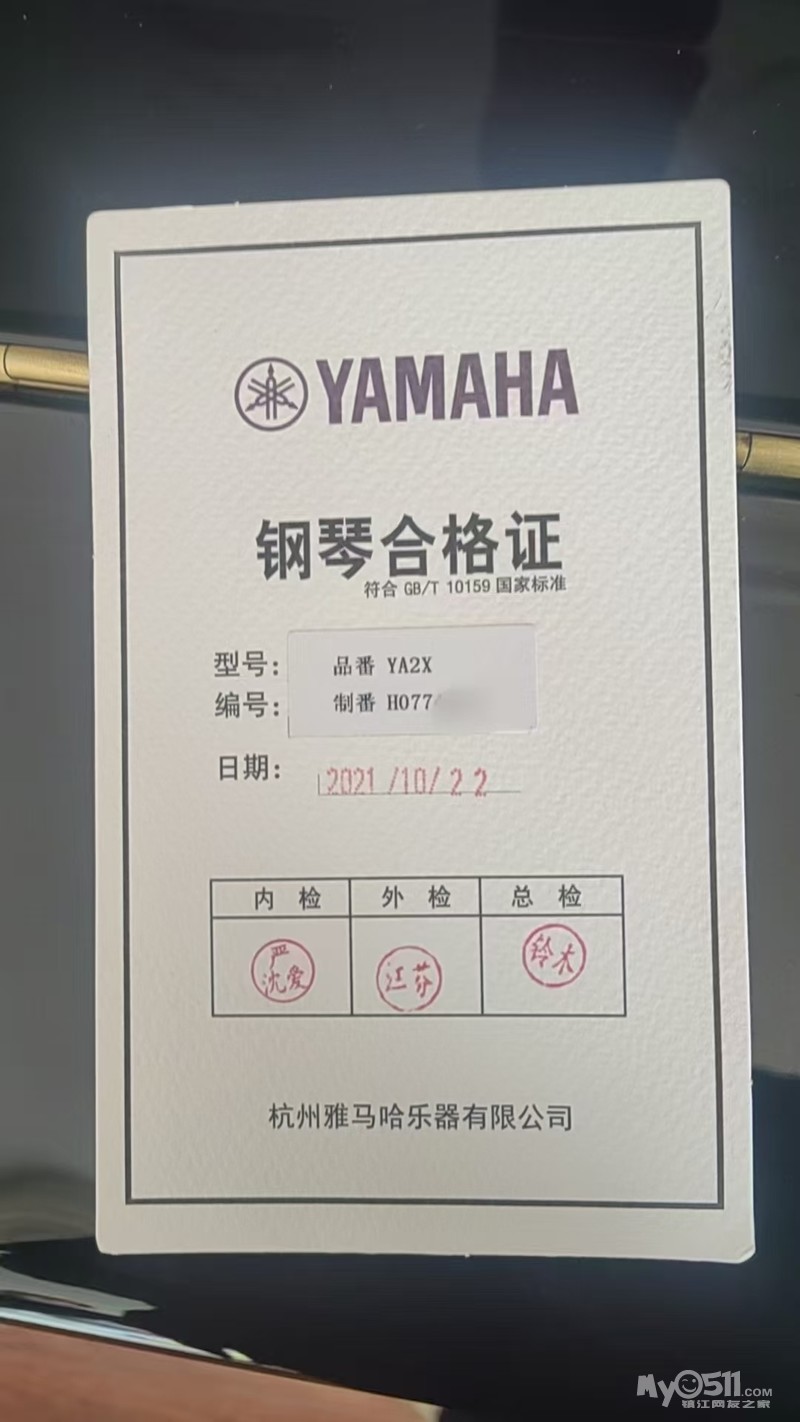 YAMAHA
钢琴合格证
符合 GB/T 10159 国家标准
型号: 品番 YA2X
编号: 制番 H077
日期: 2021/10/22
内检 外检 总检
严 沈爱 江芬 铃木
杭州雅马哈乐器有限公司
My0511.COM
镇江网友之家